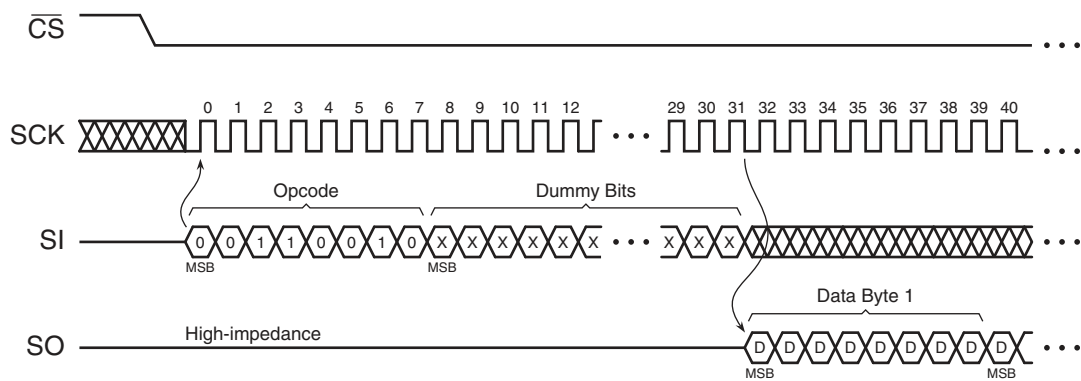 CS
SCK
0 1 2 3 4 5 6 7 8 9 10 11 12 29 30 31 32 33 34 35 36 37 38 39 40
Opcode Dummy Bits
SI
0 0 1 1 0 0 1 0 X X X X X X X X X
MSB MSB
Data Byte 1
High-impedance
SO
D D D D D D D D D
MSB MSB